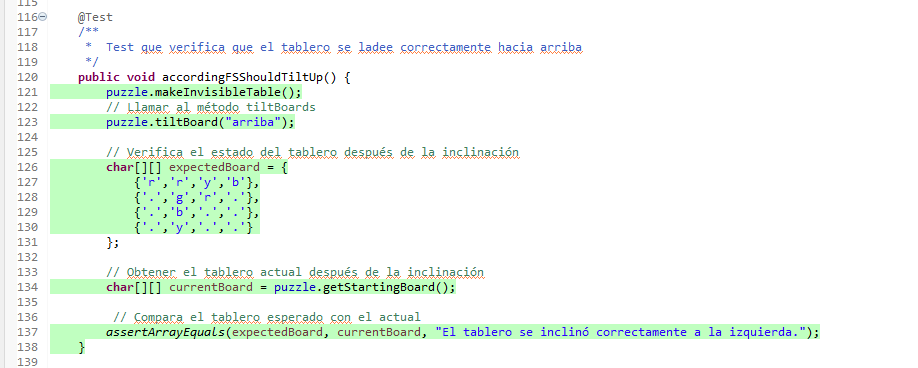 115
116 @Test
117 /**
118  *  Test que verifica que el tablero se ladee correctamente hacia arriba
119  */
120 public void accordingFSShouldTiltUp() {
121     puzzle.makeInvisibleTable();
122     // Llamar al método tiltBoards
123     puzzle.tiltBoard("arriba");
124
125     // Verifica el estado del tablero después de la inclinación
126     char[][] expectedBoard = {
127         {'r','r','y','b'},
128         {'.','g','r','.'},
129         {'.','b','.','.'},
130         {'.','y','.','.'}
131     };
132
133     // Obtener el tablero actual después de la inclinación
134     char[][] currentBoard = puzzle.getStartingBoard();
135
136      // Compara el tablero esperado con el actual
137     assertArrayEquals(expectedBoard, currentBoard, "El tablero se inclinó correctamente a la izquierda.");
138 }
139